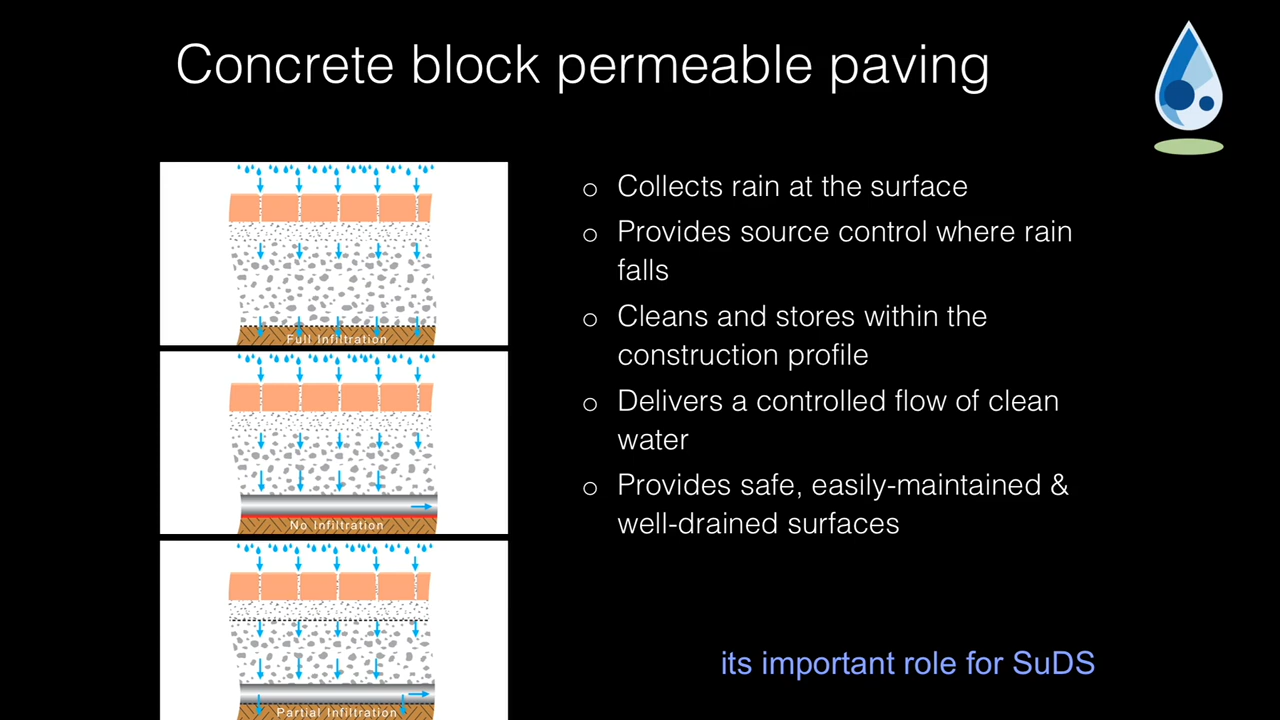 Concrete block permeable paving
Full Infiltration
No Infiltration
Partial Infiltration
o Collects rain at the surface
o Provides source control where rain
falls
o Cleans and stores within the
construction profile
o Delivers a controlled flow of clean
water
o Provides safe, easily-maintained &
well-drained surfaces
its important role for SuDS